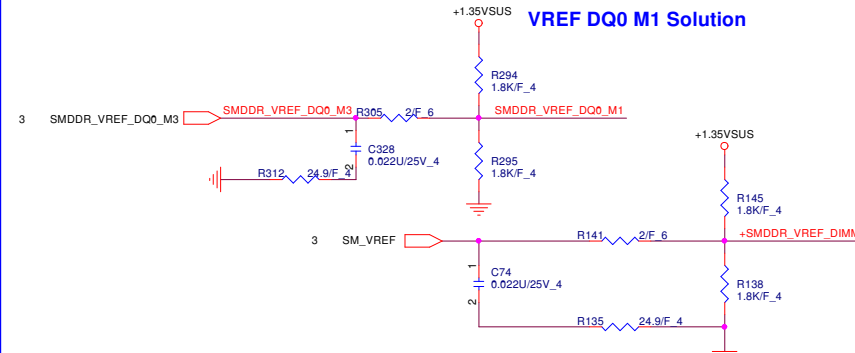 +1.35VSUS
VREF DQ0 M1 Solution
R294
1.8K/F_4
3 SMDDR_VREF_DQ0_M3 SMDDR_VREF_DQ0_M3 R305 2/F_6 SMDDR_VREF_DQ0_M1
1
C328
0.022U/25V_4
2
R312 24.9/F_4
R295
1.8K/F_4
+1.35VSUS
R145
1.8K/F_4
3 SM_VREF R141 2/F_6 +SMDDR_VREF_DIMM
1
C74
0.022U/25V_4
2
R138
1.8K/F_4
R135 24.9/F_4